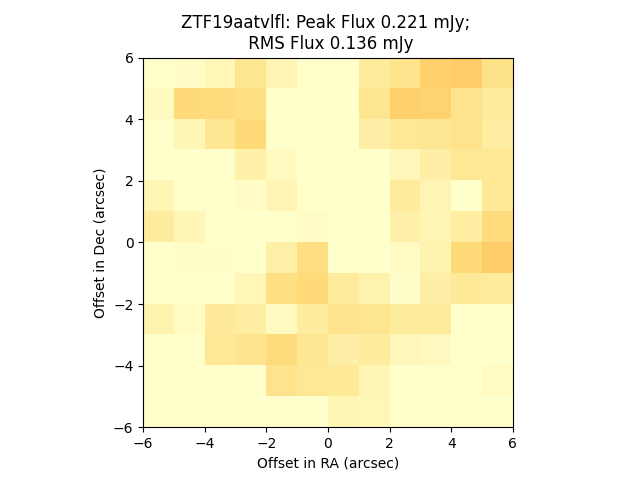 ZTF19aatvlfl: Peak Flux 0.221 mJy;
RMS Flux 0.136 mJy
6
4
2
0
−2
−4
−6
Offset in Dec (arcsec)
−6 −4 −2 0 2 4 6
Offset in RA (arcsec)